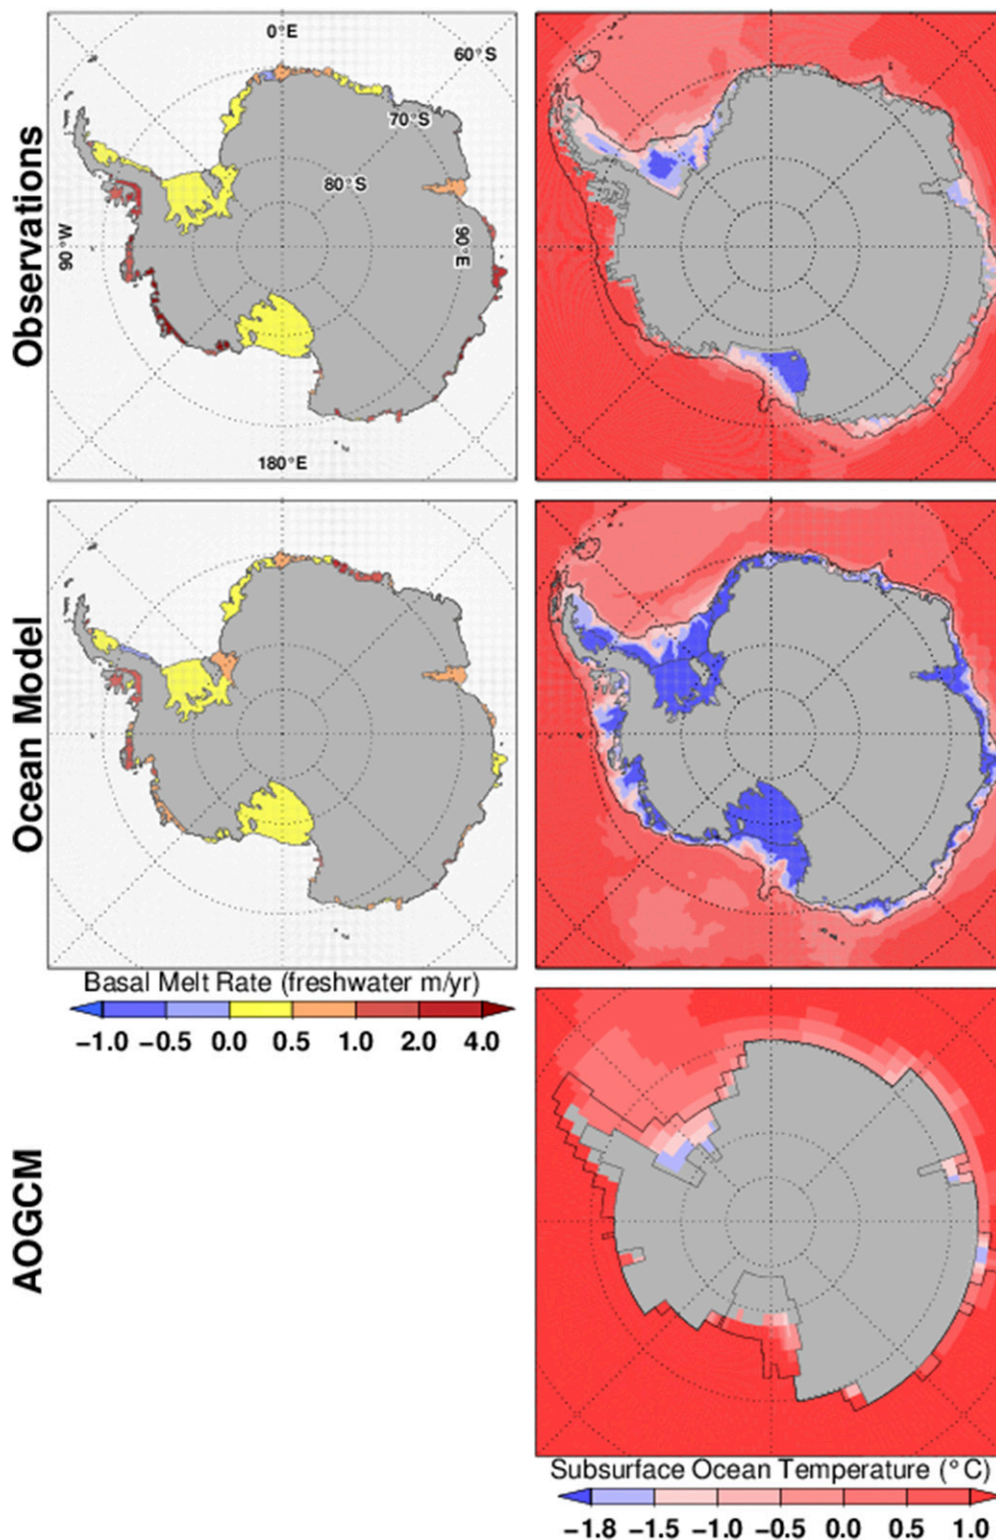 Observations
0°E
60°S
70°S
80°S
90°W
90°E
180°E
Ocean Model
Basal Melt Rate (freshwater m/yr)
−1.0 −0.5 0.0 0.5 1.0 2.0 4.0
AOGCM
Subsurface Ocean Temperature (°C)
−1.8 −1.5 −1.0 −0.5 0.0 0.5 1.0